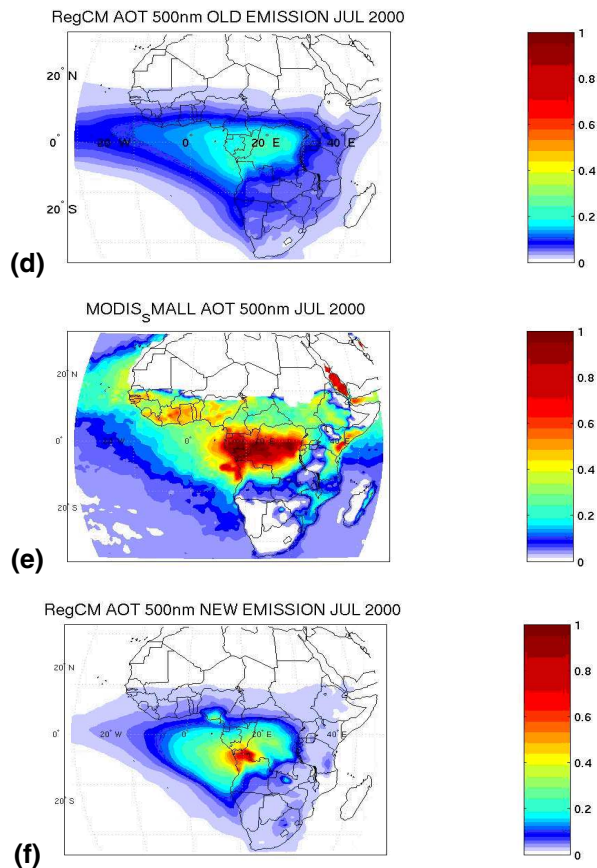 RegCM AOT 500nm OLD EMISSION JUL 2000
20° N
0°
20° S
20° W
0°
20° E
40° E
1
0.8
0.6
0.4
0.2
0
(d)
MODIS_SMALL AOT 500nm JUL 2000
20° N
0°
20° S
0°
1
0.8
0.6
0.4
0.2
0
(e)
RegCM AOT 500nm NEW EMISSION JUL 2000
20° N
0°
20° S
20° W
0°
20° E
40° E
1
0.8
0.6
0.4
0.2
0
(f)